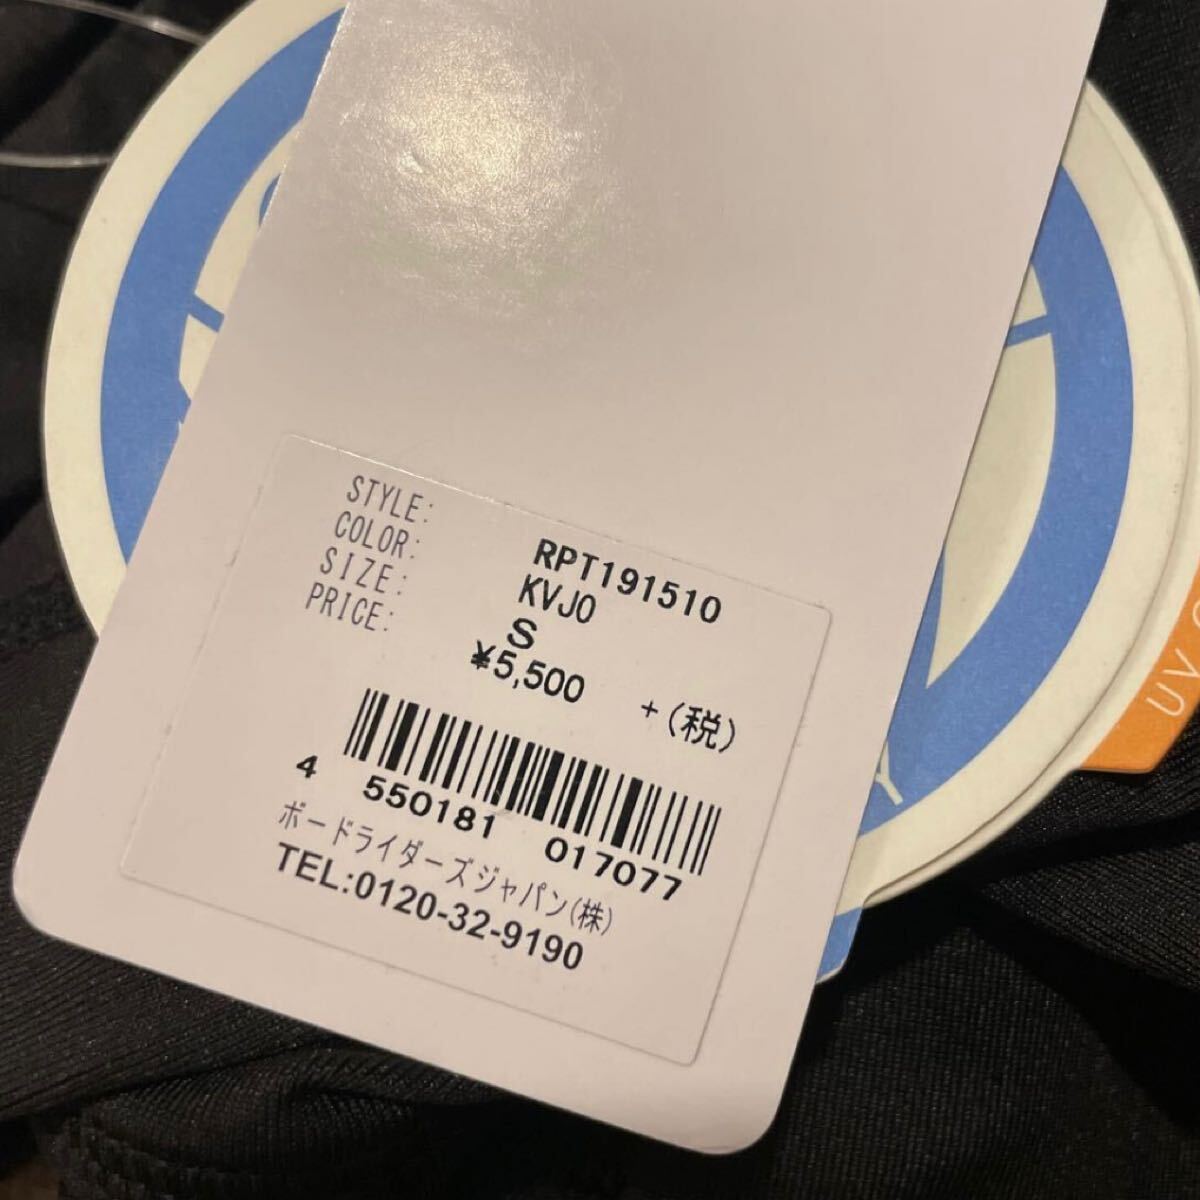 STYLE: RPT191510
COLOR: KVJ0
SIZE: S
PRICE: ¥5,500 +(税)
4 550181 017077
ボードライダーズジャパン(株)
TEL:0120-32-9190
UV
Y